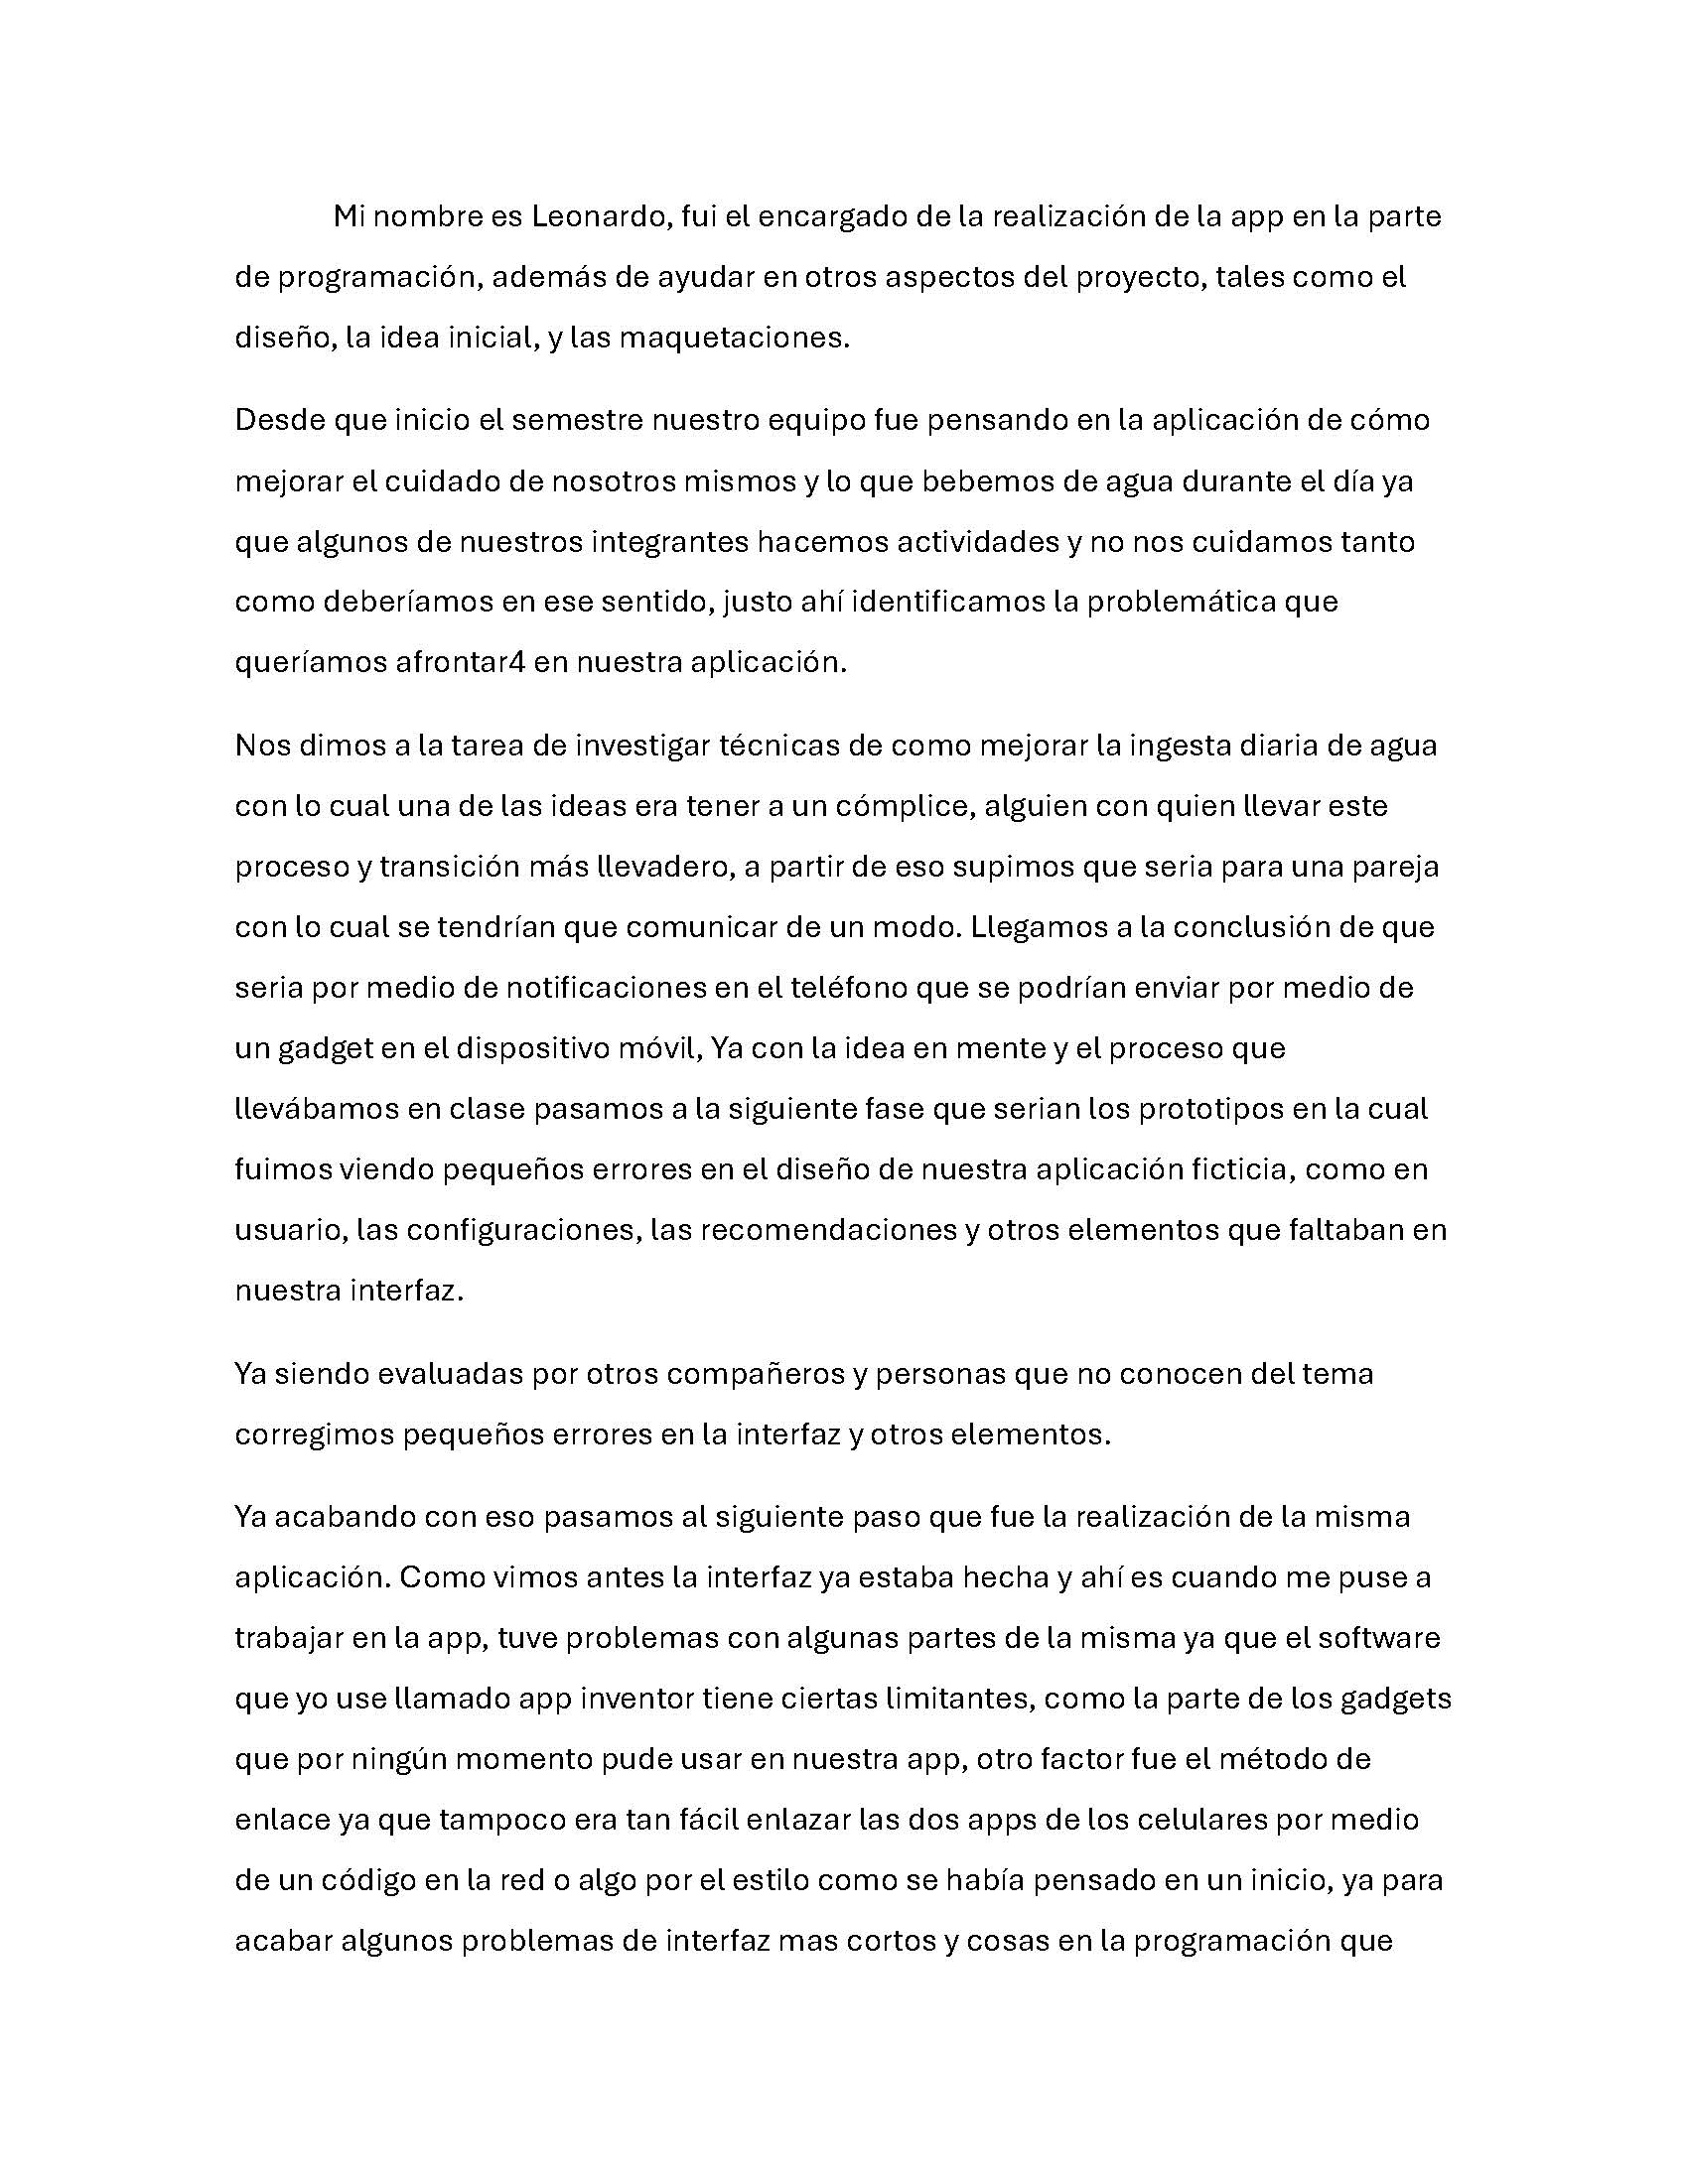 Mi nombre es Leonardo, fui el encargado de la realización de la app en la parte
de programación, además de ayudar en otros aspectos del proyecto, tales como el
diseño, la idea inicial, y las maquetaciones.
Desde que inicio el semestre nuestro equipo fue pensando en la aplicación de cómo
mejorar el cuidado de nosotros mismos y lo que bebemos de agua durante el día ya
que algunos de nuestros integrantes hacemos actividades y no nos cuidamos tanto
como deberíamos en ese sentido, justo ahí identificamos la problemática que
queríamos afrontar4 en nuestra aplicación.
Nos dimos a la tarea de investigar técnicas de como mejorar la ingesta diaria de agua
con lo cual una de las ideas era tener a un cómplice, alguien con quien llevar este
proceso y transición más llevadero, a partir de eso supimos que seria para una pareja
con lo cual se tendrían que comunicar de un modo. Llegamos a la conclusión de que
seria por medio de notificaciones en el teléfono que se podrían enviar por medio de
un gadget en el dispositivo móvil, Ya con la idea en mente y el proceso que
llevábamos en clase pasamos a la siguiente fase que serian los prototipos en la cual
fuimos viendo pequeños errores en el diseño de nuestra aplicación ficticia, como en
usuario, las configuraciones, las recomendaciones y otros elementos que faltaban en
nuestra interfaz.
Ya siendo evaluadas por otros compañeros y personas que no conocen del tema
corregimos pequeños errores en la interfaz y otros elementos.
Ya acabando con eso pasamos al siguiente paso que fue la realización de la misma
aplicación. Como vimos antes la interfaz ya estaba hecha y ahí es cuando me puse a
trabajar en la app, tuve problemas con algunas partes de la misma ya que el software
que yo use llamado app inventor tiene ciertas limitantes, como la parte de los gadgets
que por ningún momento pude usar en nuestra app, otro factor fue el método de
enlace ya que tampoco era tan fácil enlazar las dos apps de los celulares por medio
de un código en la red o algo por el estilo como se había pensado en un inicio, ya para
acabar algunos problemas de interfaz mas cortos y cosas en la programación que